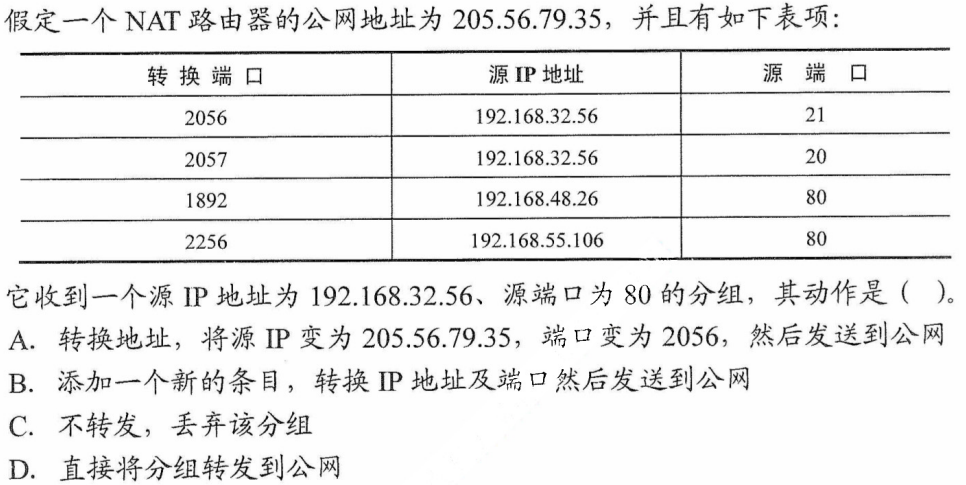 假定一个 NAT 路由器的公网地址为 205.56.79.35，并且有如下表项：
转换端口 源 IP 地址 源端口
2056 192.168.32.56 21
2057 192.168.32.56 20
1892 192.168.48.26 80
2256 192.168.55.106 80
它收到一个源 IP 地址为 192.168.32.56、源端口为 80 的分组，其动作是（ ）。
A. 转换地址，将源 IP 变为 205.56.79.35，端口变为 2056，然后发送到公网
B. 添加一个新的条目，转换 IP 地址及端口然后发送到公网
C. 不转发，丢弃该分组
D. 直接将分组转发到公网